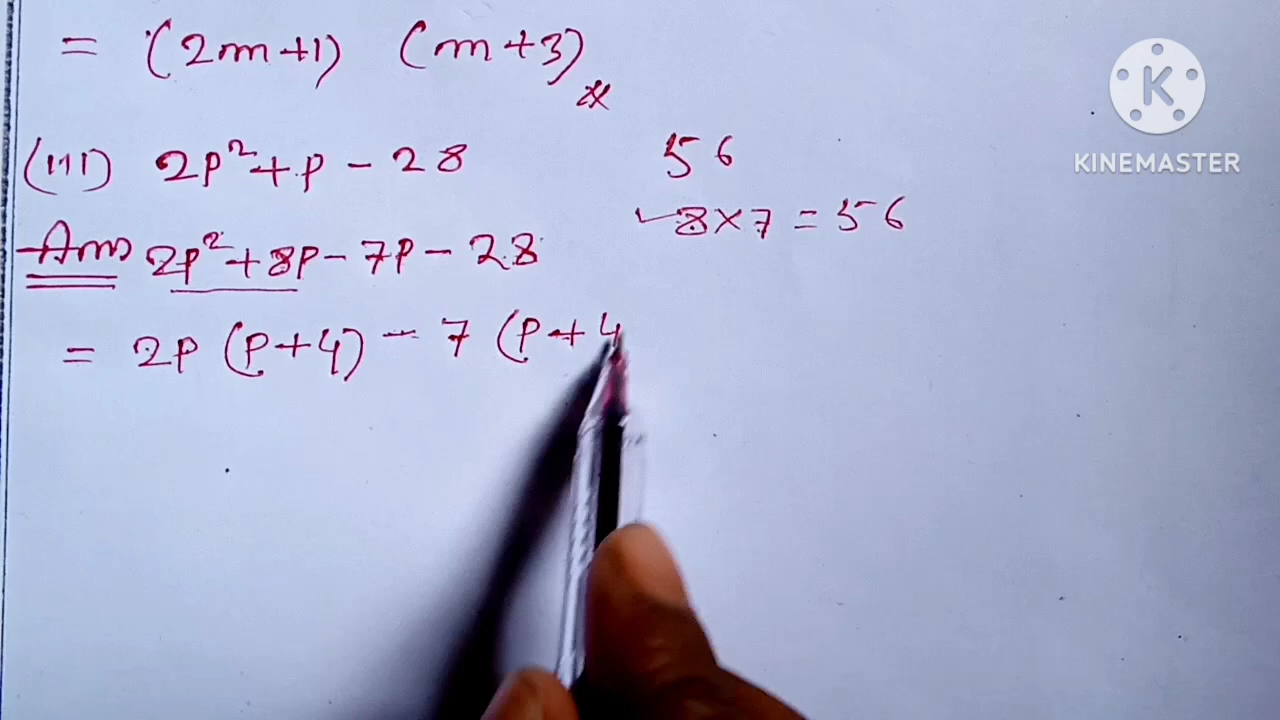 = (2m+1) (m+3)
(iii) 2p²+p-28
56
8×7=56
Ans 2p²+8p-7p-28
= 2p (p+4) - 7 (p+4
K
KINEMASTER